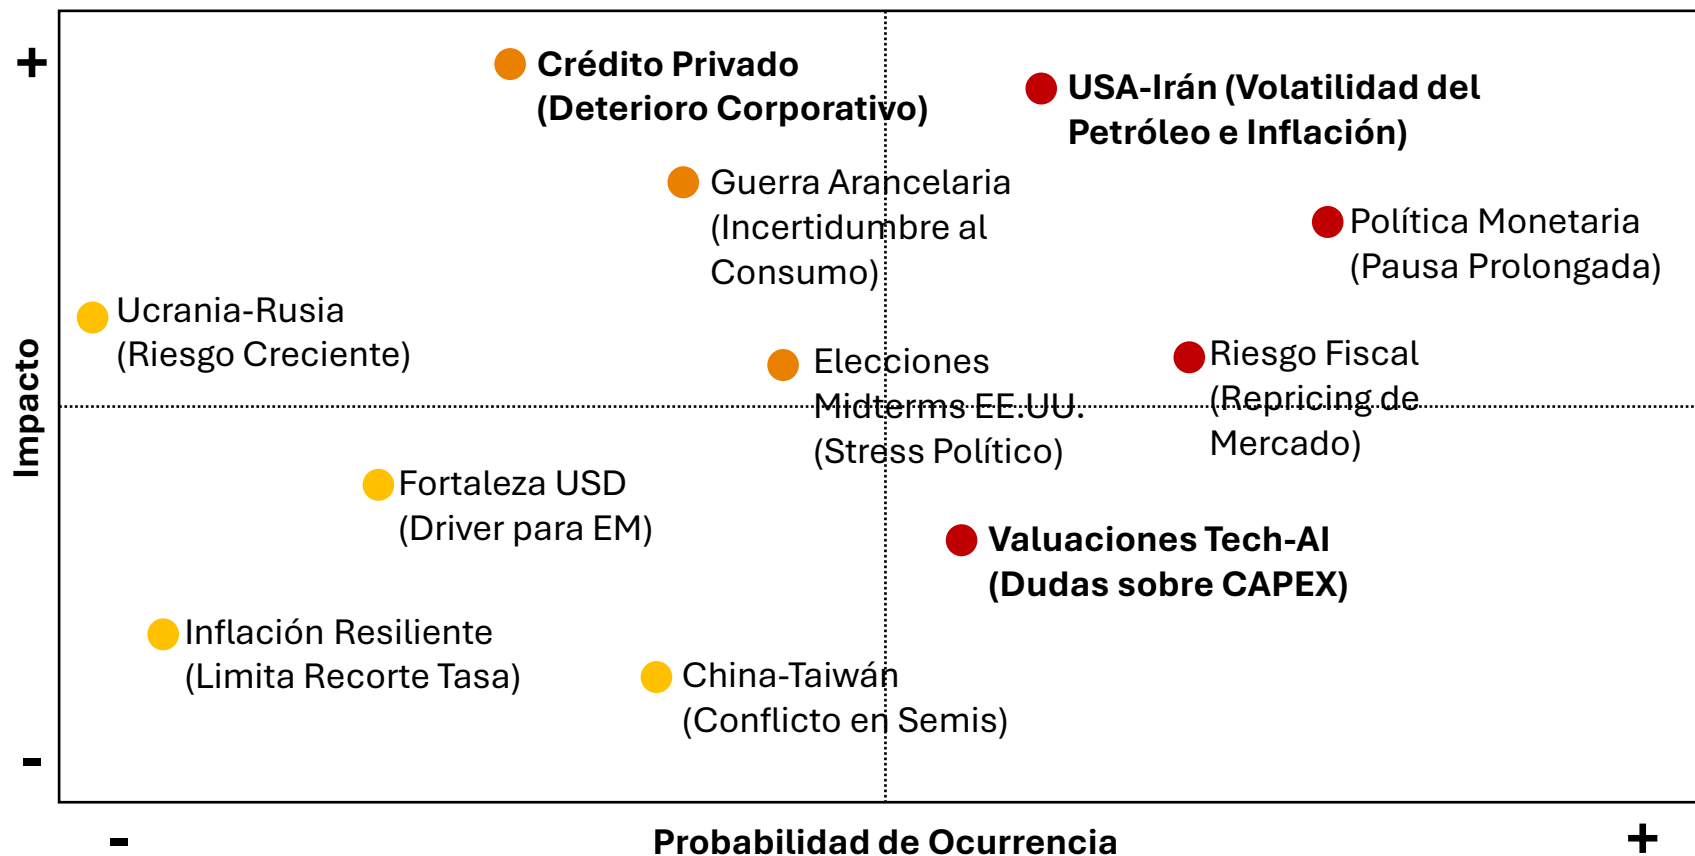 +
Crédito Privado
(Deterioro Corporativo)
USA-Irán (Volatilidad del
Petróleo e Inflación)
Guerra Arancelaria
(Incertidumbre al
Consumo)
Política Monetaria
(Pausa Prolongada)
Ucrania-Rusia
(Riesgo Creciente)
Elecciones
Midterms EE.UU.
(Stress Político)
Riesgo Fiscal
(Repricing de
Mercado)
Impacto
Fortaleza USD
(Driver para EM)
Valuaciones Tech-AI
(Dudas sobre CAPEX)
Inflación Resiliente
(Limita Recorte Tasa)
China-Taiwán
(Conflicto en Semis)
-
-
Probabilidad de Ocurrencia
+